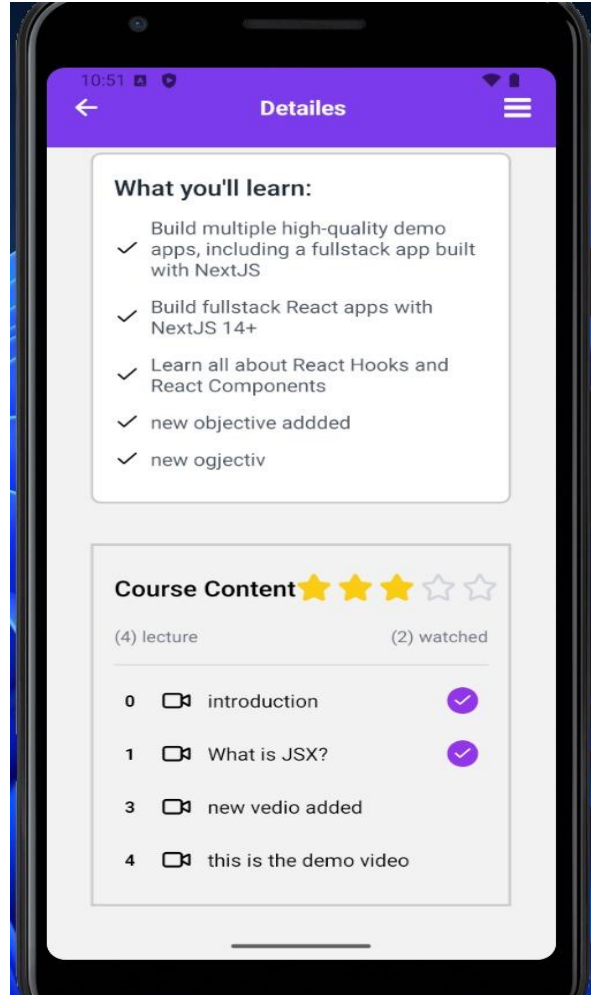 10:51
Detailes
What you'll learn:
Build multiple high-quality demo
apps, including a fullstack app built
with NextJS
Build fullstack React apps with
NextJS 14+
Learn all about React Hooks and
React Components
new objective addded
new ogjectiv
Course Content
(4) lecture (2) watched
0 introduction
1 What is JSX?
3 new vedio added
4 this is the demo video